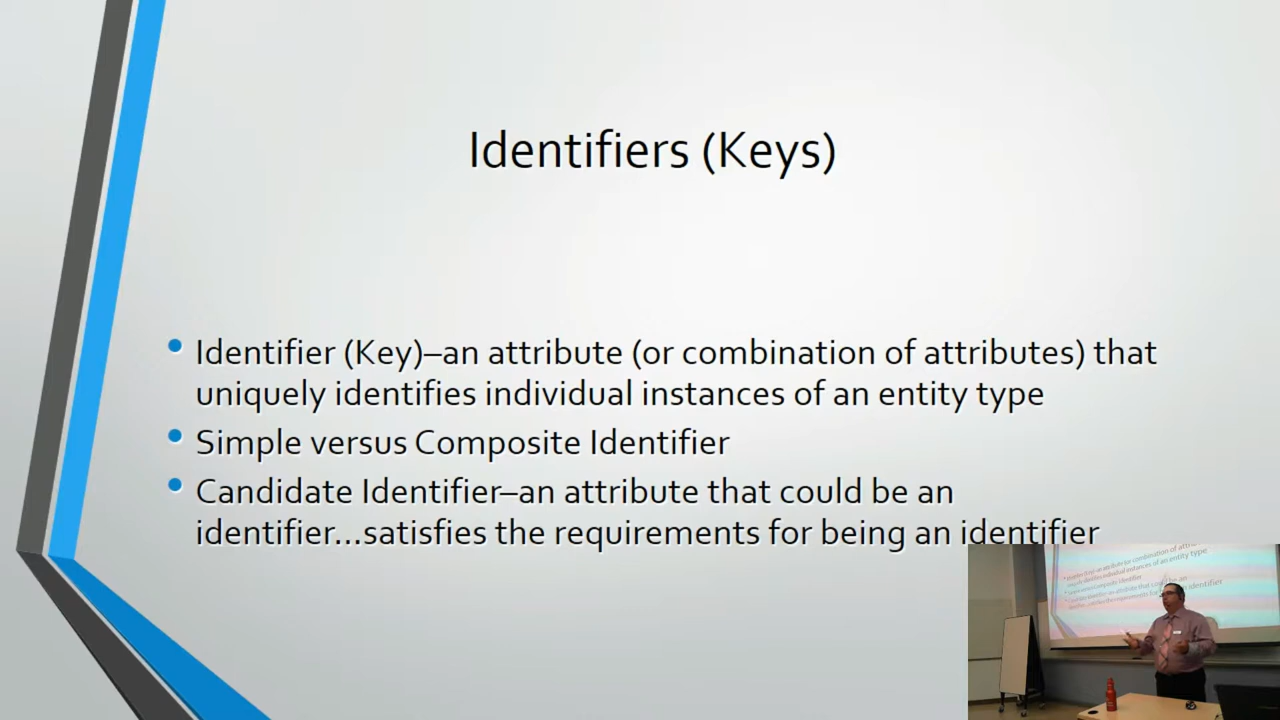 Identifiers (Keys)
• Identifier (Key)–an attribute (or combination of attributes) that
uniquely identifies individual instances of an entity type
• Simple versus Composite Identifier
• Candidate Identifier–an attribute that could be an
identifier...satisfies the requirements for being an identifier